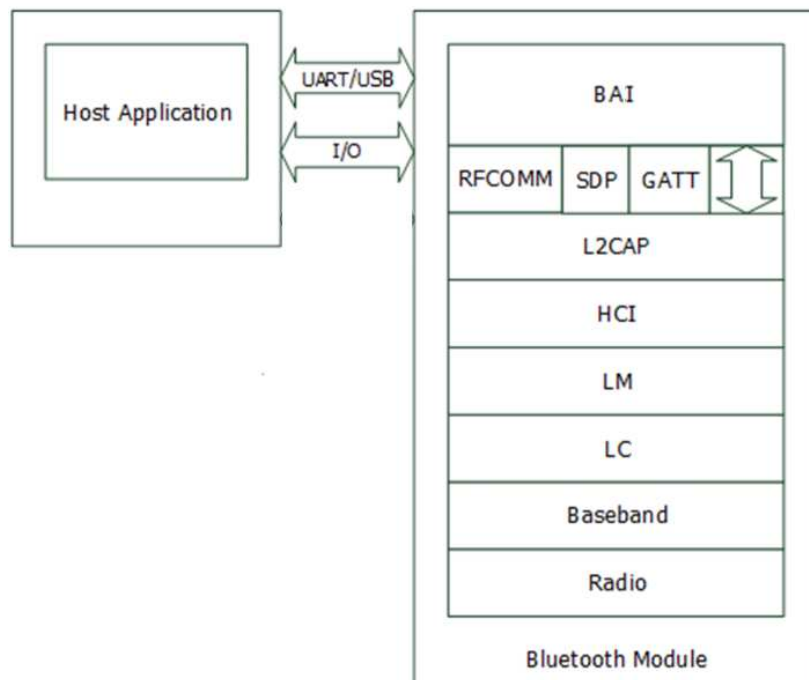 Host Application
UART/USB
I/O
BAI
RFCOMM SDP GATT
L2CAP
HCI
LM
LC
Baseband
Radio
Bluetooth Module